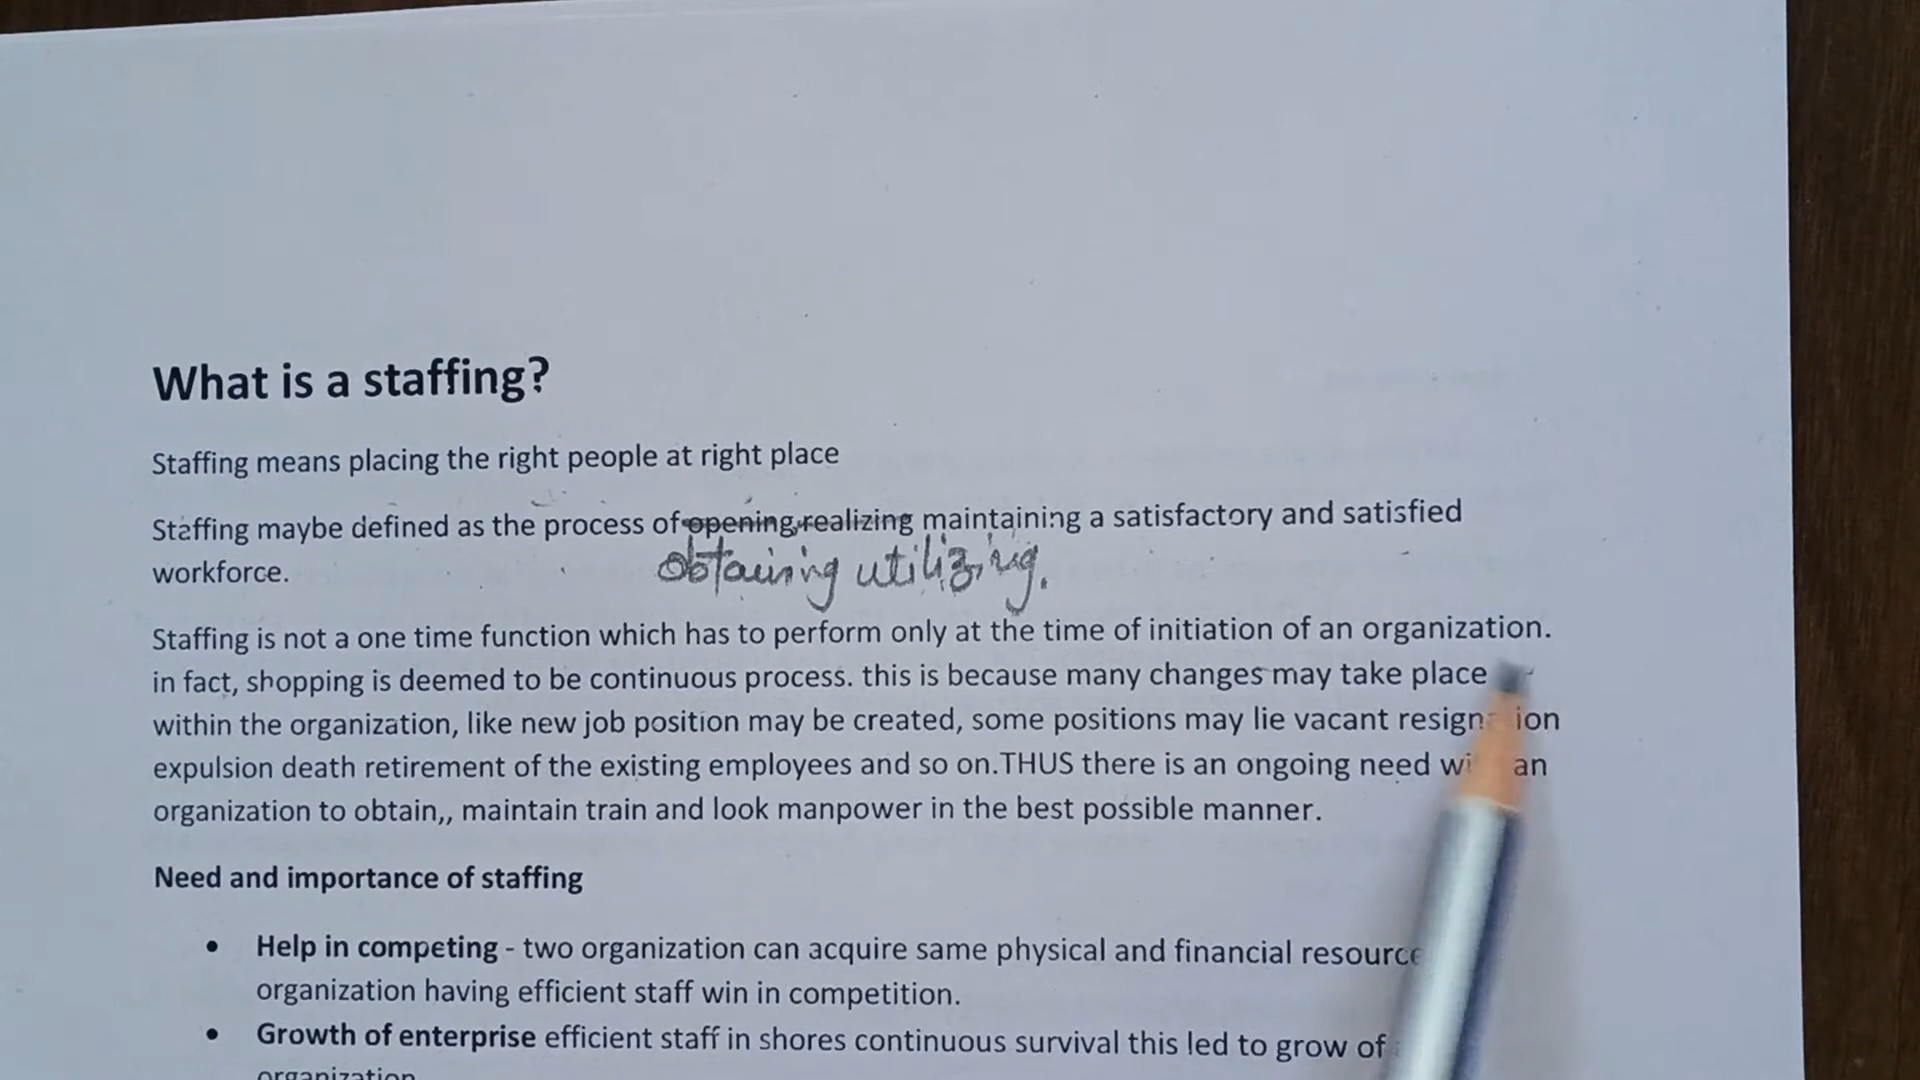 What is a staffing?
Staffing means placing the right people at right place
Staffing maybe defined as the process of opening, realizing maintaining a satisfactory and satisfied
obtaining utilizing.
workforce.
Staffing is not a one time function which has to perform only at the time of initiation of an organization.
in fact, shopping is deemed to be continuous process. this is because many changes may take place
within the organization, like new job position may be created, some positions may lie vacant resignation
expulsion death retirement of the existing employees and so on.THUS there is an ongoing need an
organization to obtain,, maintain train and look manpower in the best possible manner.
Need and importance of staffing
• Help in competing - two organization can acquire same physical and financial resource
organization having efficient staff win in competition.
• Growth of enterprise efficient staff in shores continuous survival this led to grow of
organization